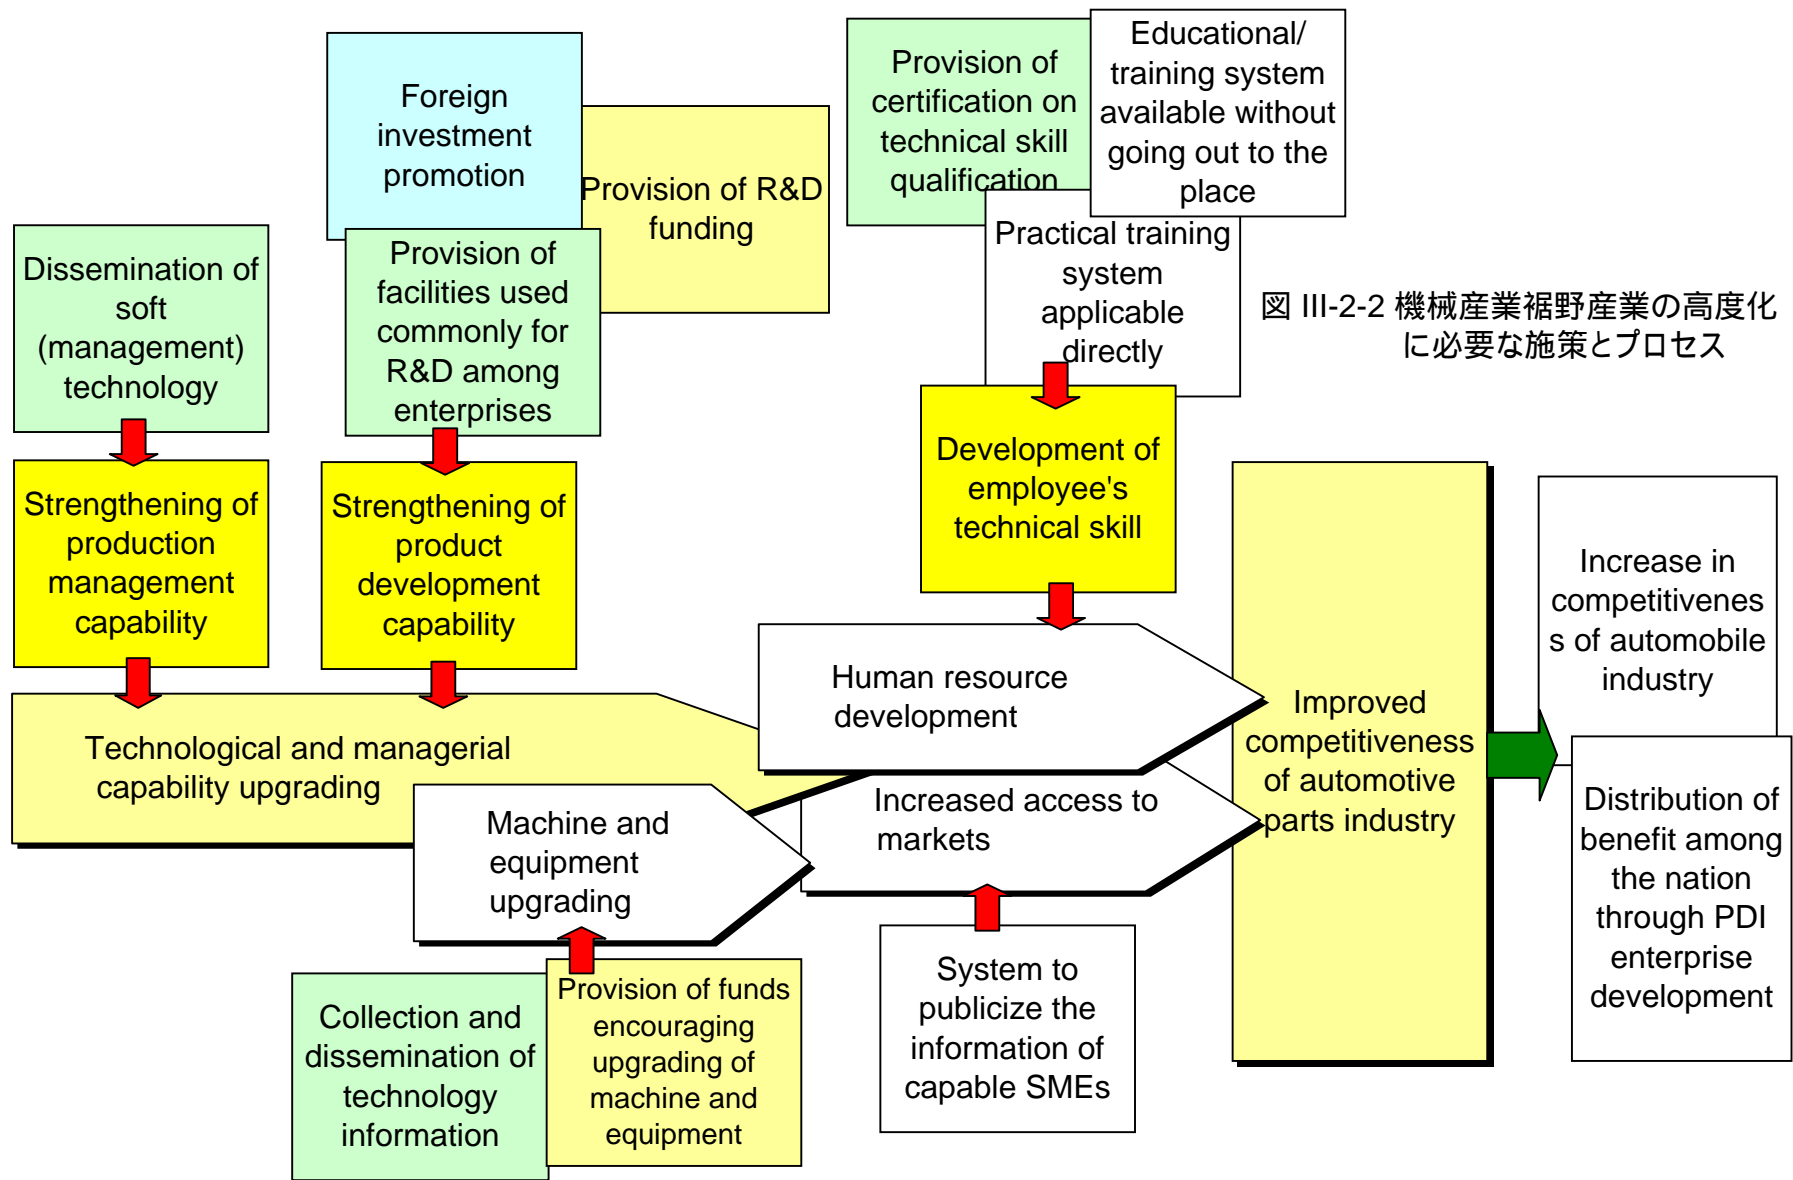 Foreign
investment
promotion
Provision of R&D
funding
Provision of
certification on
technical skill
qualification
Educational/
training system
available without
going out to the
place
Dissemination of
soft
(management)
technology
Provision of
facilities used
commonly for
R&D among
enterprises
Practical training
system
applicable
directly
図 III-2-2 機械産業裾野産業の高度化
に必要な施策とプロセス
Strengthening of
production
management
capability
Strengthening of
product
development
capability
Development of
employee's
technical skill
Technological and managerial
capability upgrading
Human resource
development
Machine and
equipment
upgrading
Increased access to
markets
Improved
competitiveness
of automotive
parts industry
Increase in
competitivenes
s of automobile
industry
Distribution of
benefit among
the nation
through PDI
enterprise
development
Collection and
dissemination of
technology
information
Provision of funds
encouraging
upgrading of
machine and
equipment
System to
publicize the
information of
capable SMEs